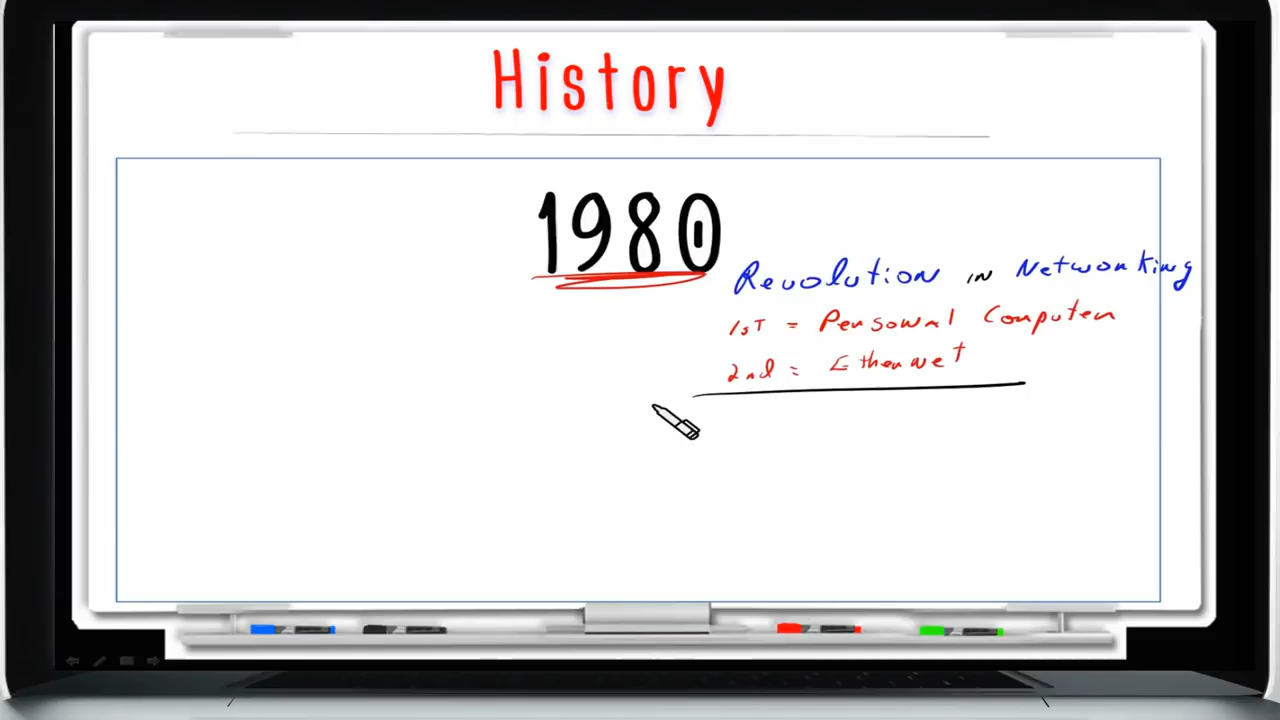 History
1980
Revolution in Networking
1st = Personal Computer
2nd = Ethernet